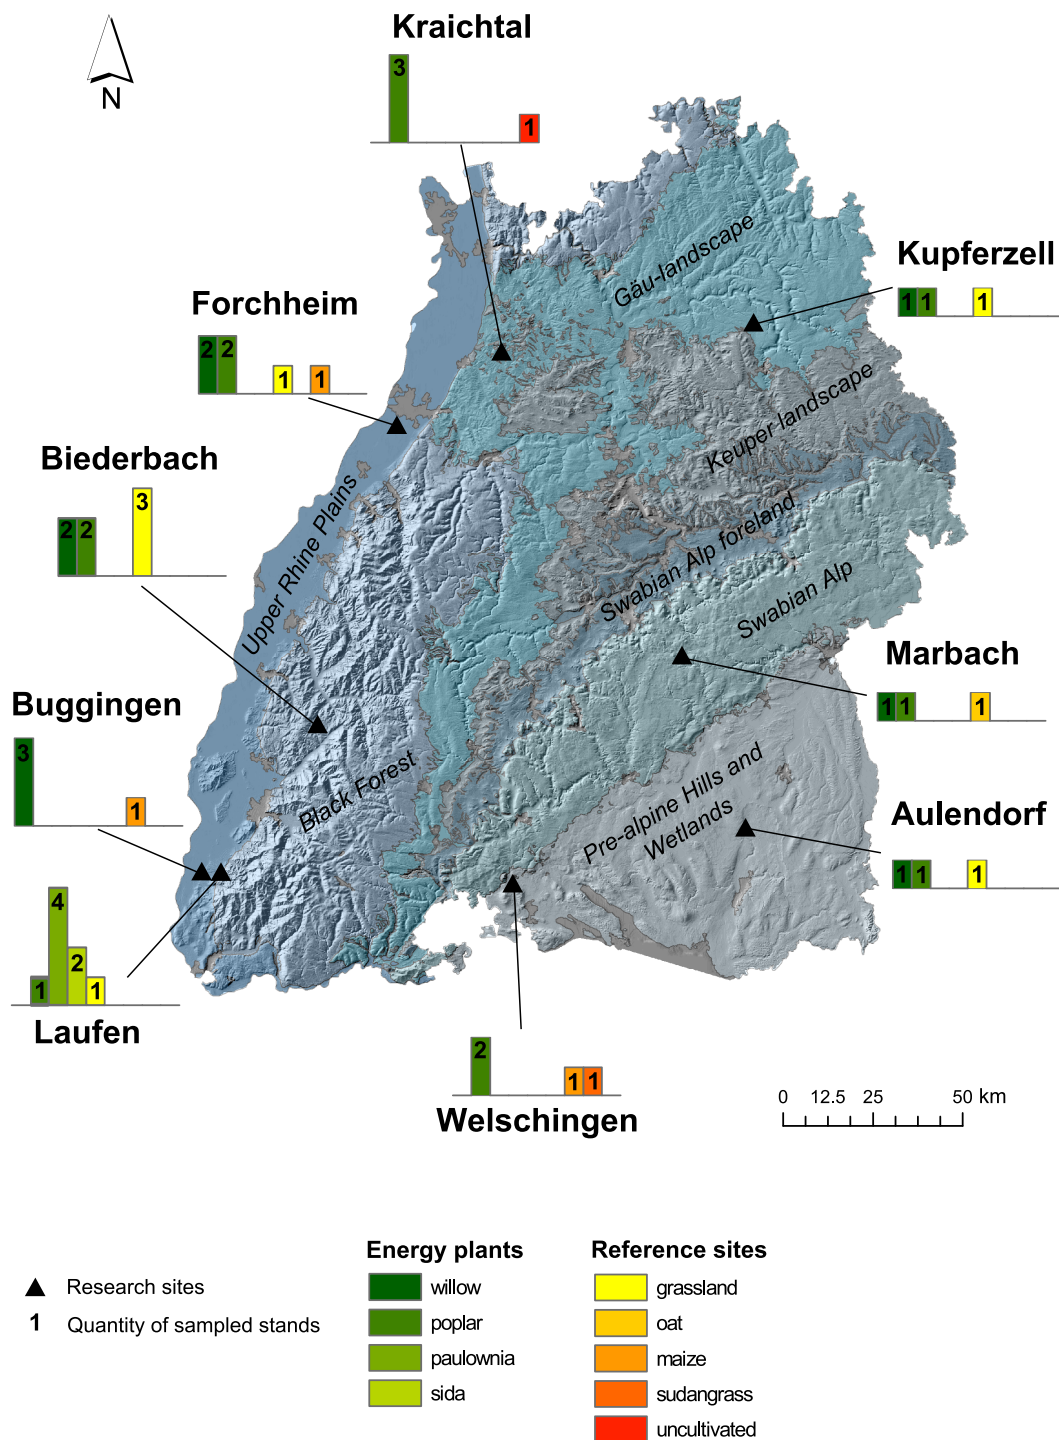 Kraichtal
3
1
N
Kupferzell
1 1 1
Forchheim
2 2 1 1
Gäu-landscape
Keuper landscape
Biederbach
2 2 3
Upper Rhine Plains
Swabian Alp foreland
Swabian Alp
Marbach
1 1 1
Buggingen
3
1
Black Forest
Pre-alpine Hills and
Wetlands
Aulendorf
1 1 1
4
2
1 1
Laufen
2
1 1
Welschingen
0 12.5 25 50 km
Energy plants
willow
poplar
paulownia
sida
Reference sites
grassland
oat
maize
sudangrass
uncultivated
Research sites
1 Quantity of sampled stands